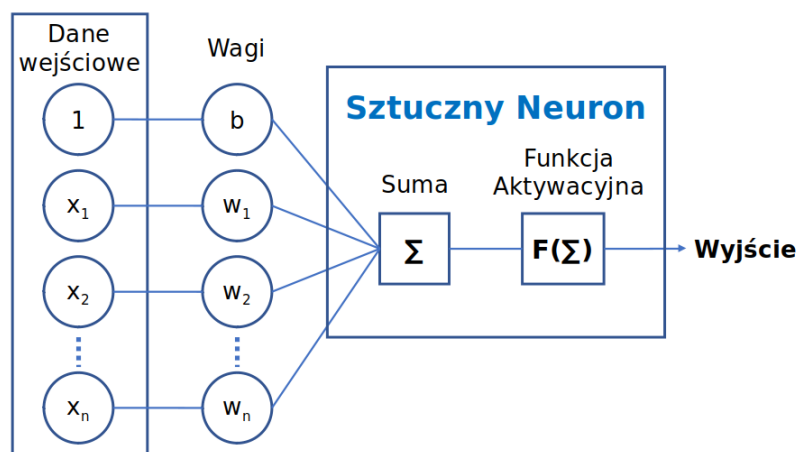 Dane
wejściowe
Wagi
Sztuczny Neuron
1
b
Funkcja
Aktywacyjna
Suma
x₁
w₁
∑
F(∑)
Wyjście
x₂
w₂
xₙ
wₙ